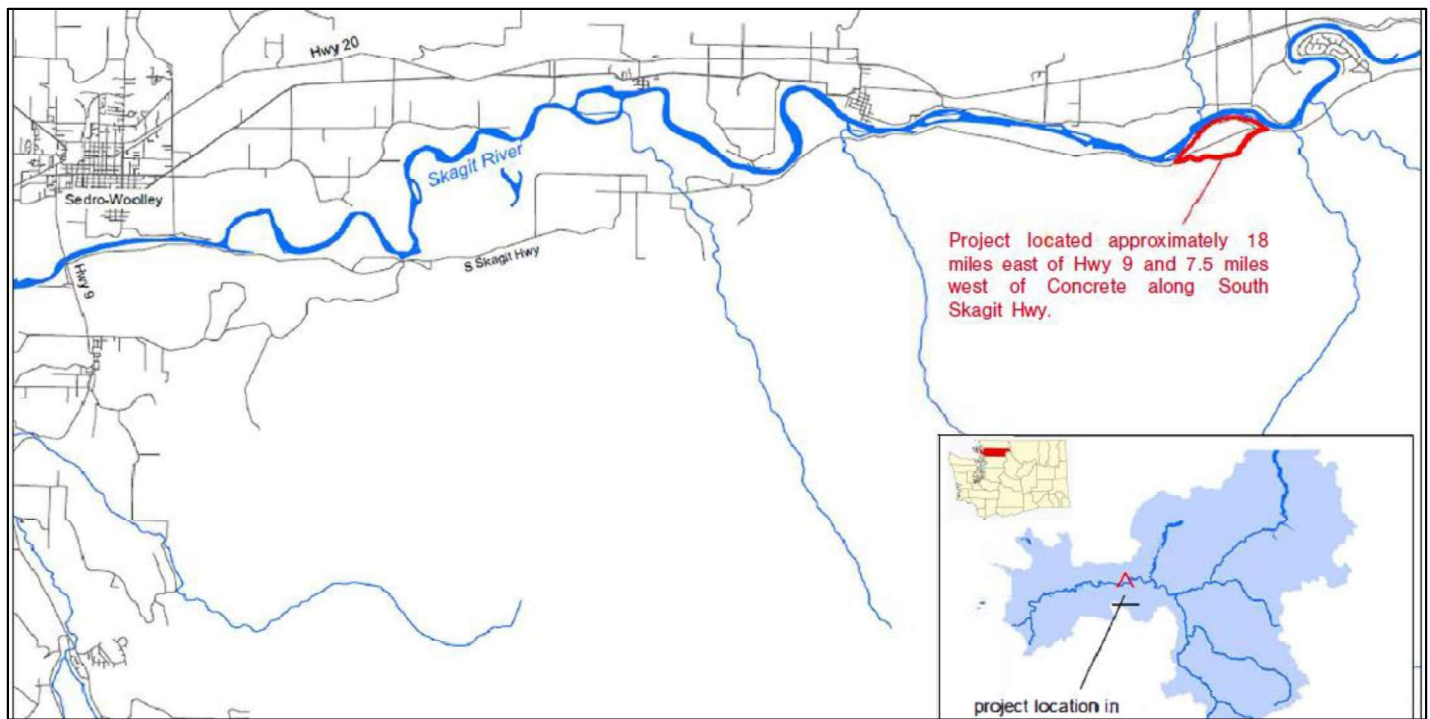 Hwy 20
Skagit River
Sedro-Woolley
Hwy 9
S Skagit Hwy
Project located approximately 18
miles east of Hwy 9 and 7.5 miles
west of Concrete along South
Skagit Hwy.
project location in